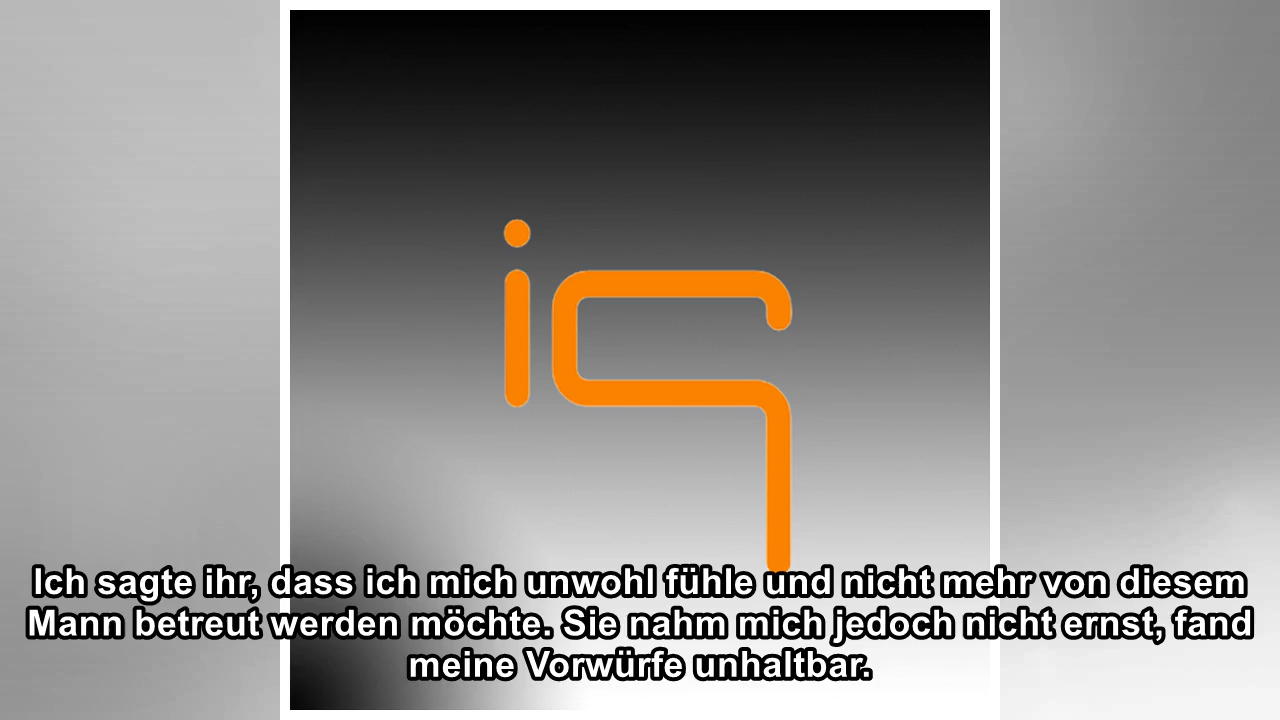 iq
Ich sagte ihr, dass ich mich unwohl fühle und nicht mehr von diesem
Mann betreut werden möchte. Sie nahm mich jedoch nicht ernst, fand
meine Vorwürfe unhaltbar.